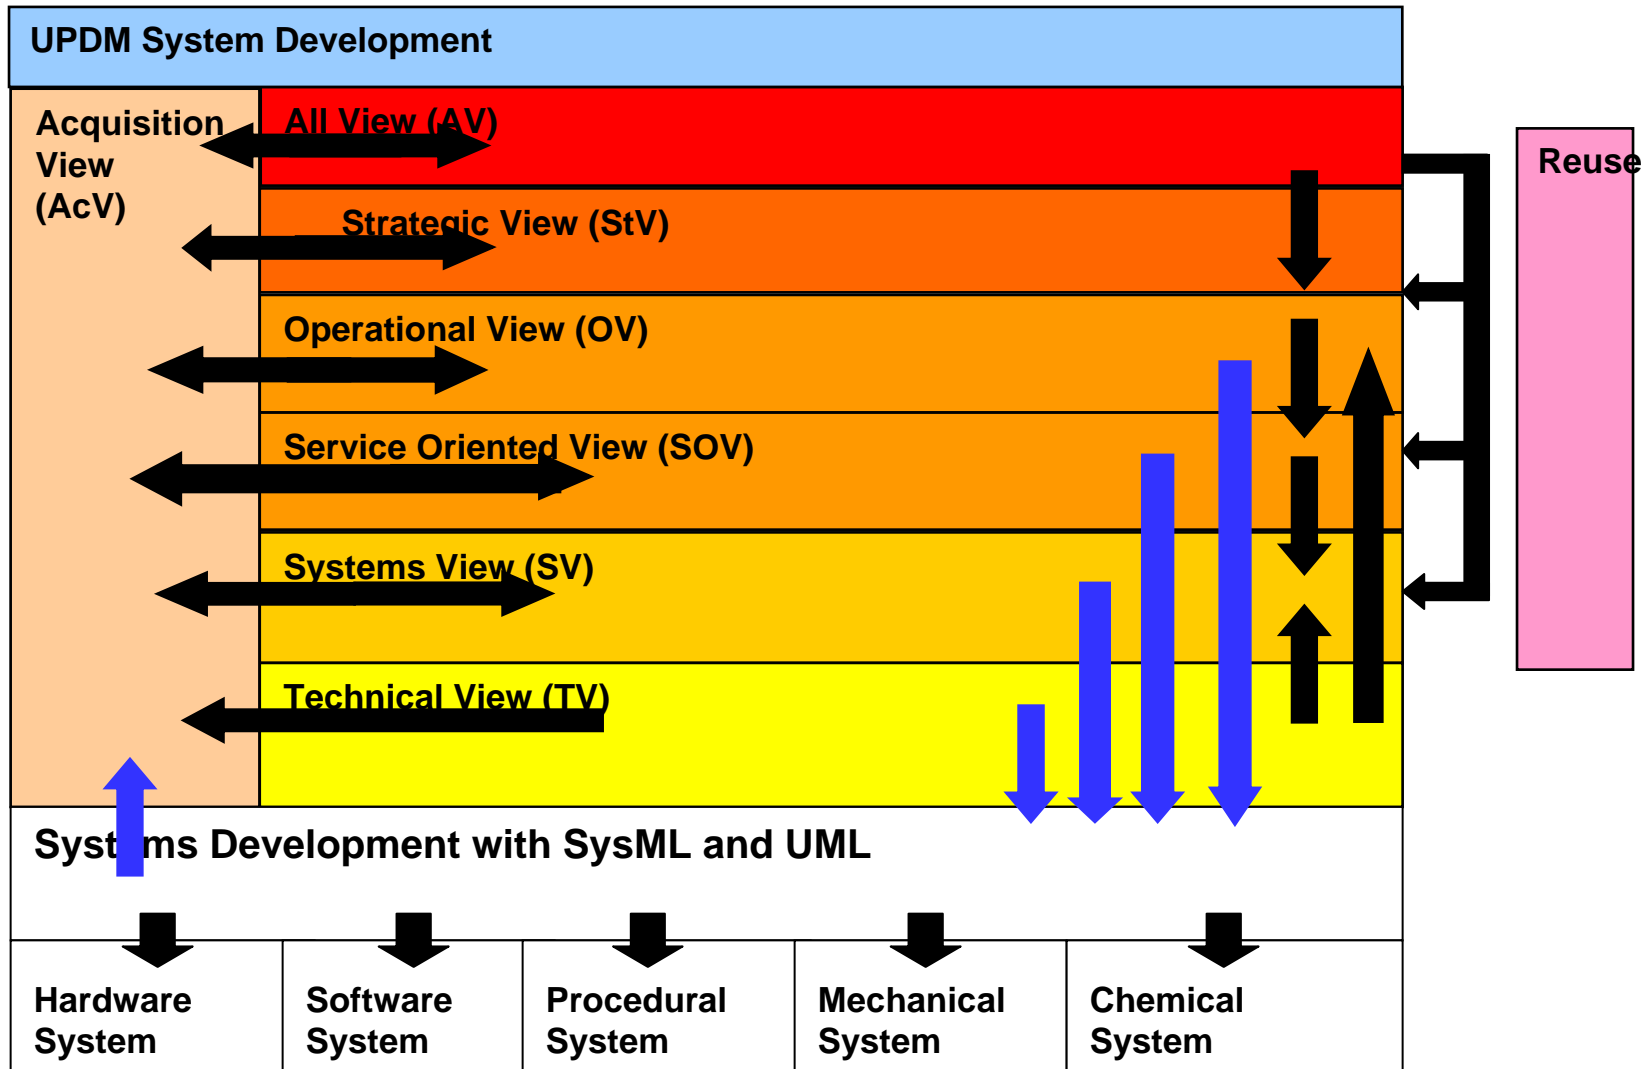 UPDM System Development
Acquisition
View
(AcV)
All View (AV)
Strategic View (StV)
Operational View (OV)
Service Oriented View (SOV)
Systems View (SV)
Technical View (TV)
Reuse
Systems Development with SysML and UML
Hardware
System
Software
System
Procedural
System
Mechanical
System
Chemical
System